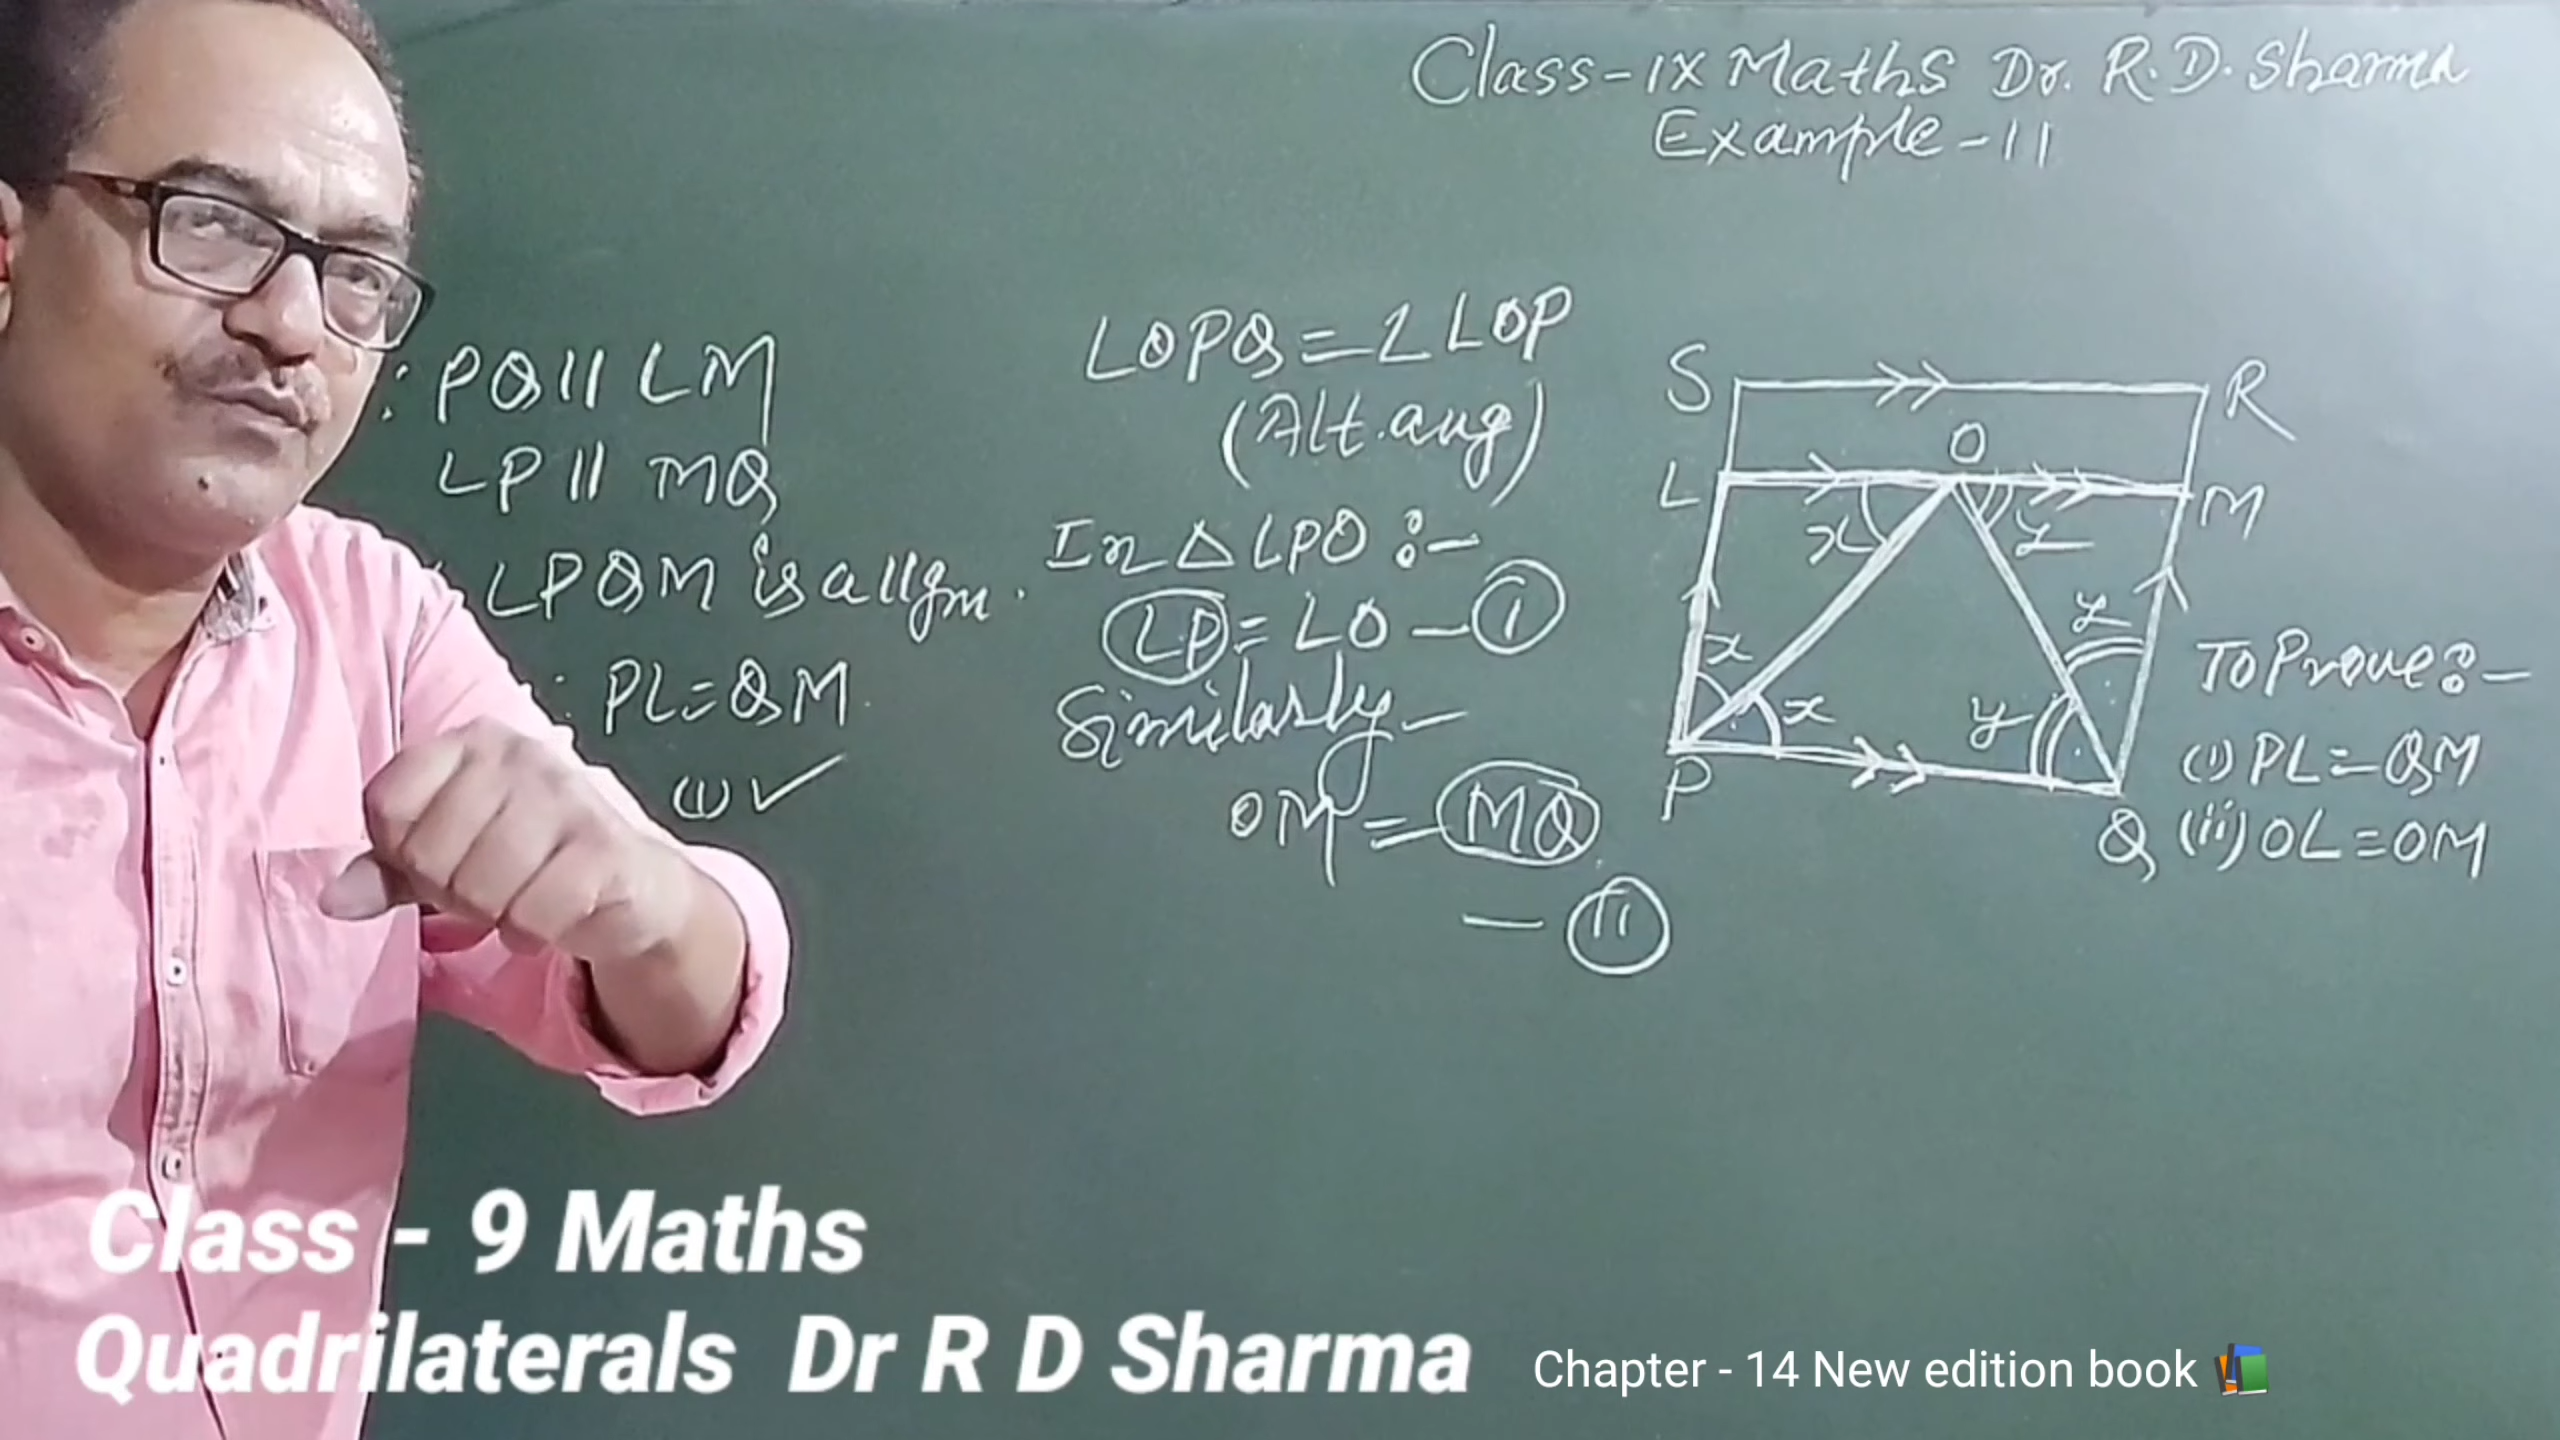 Class-IX Maths Dr. R.D. Sharma
Example-11
: PQ || LM
LP || MQ
LPQM is a ||gm.
: PL=QM
(i) ✓
∠OPQ = ∠LOP
(Alt. ang)
In △LPO :-
LP = LO - (i)
Similarly -
OM = MQ
- (ii)
S R
O
L M
x y
y
x
x y
P
Q
To Prove :-
(i) PL = QM
(ii) OL = OM
Class - 9 Maths
Quadrilaterals Dr R D Sharma
Chapter - 14 New edition book 📚